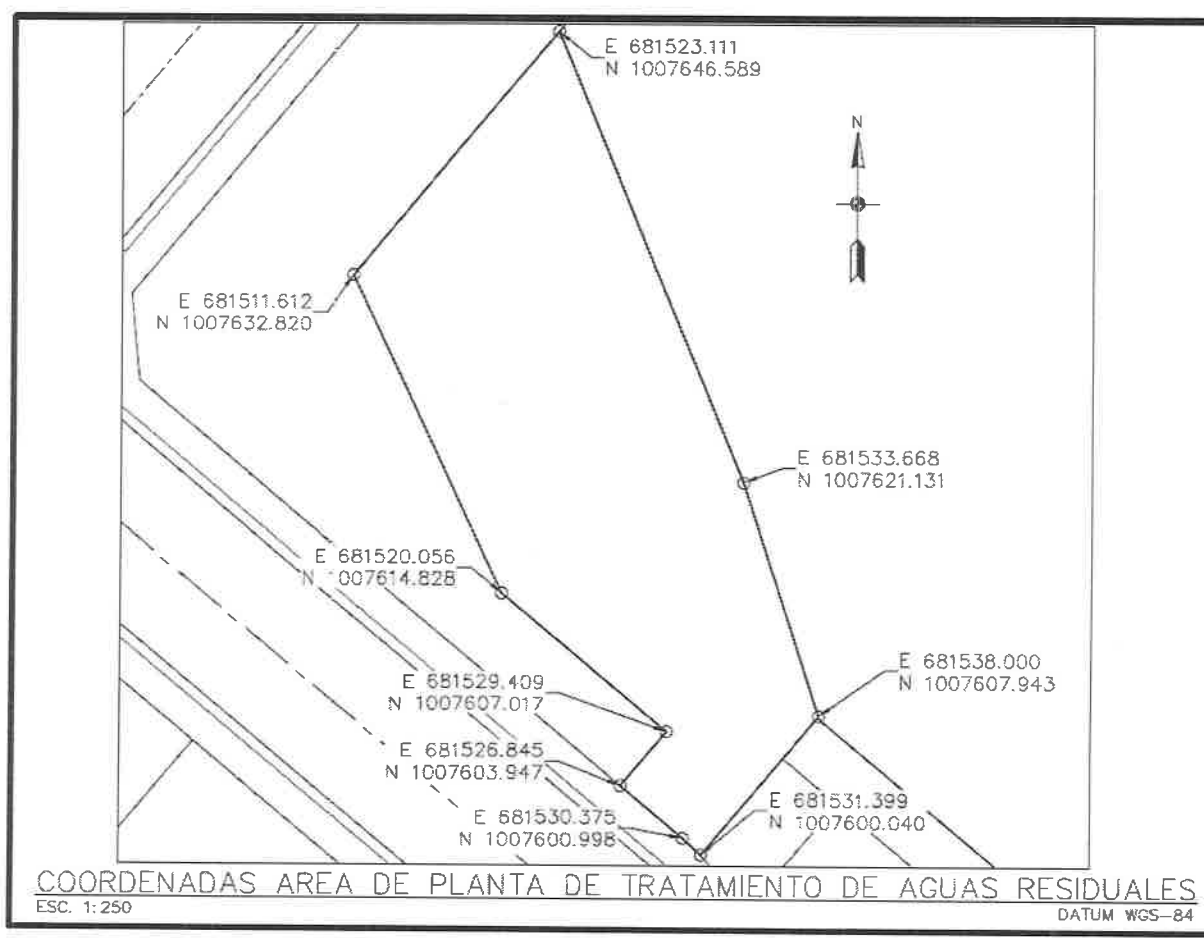 E 681523.111
N 1007646.589
N
E 681511.612
N 1007632.820
E 681533.668
N 1007621.131
E 681520.056
N 1007614.828
E 681538.000
N 1007607.943
E 681529.409
N 1007607.017
E 681526.845
N 1007603.947
E 681531.399
N 1007600.040
E 681530.375
N 1007600.998
COORDENADAS AREA DE PLANTA DE TRATAMIENTO DE AGUAS RESIDUALES
ESC. 1:250
DATUM WGS-84